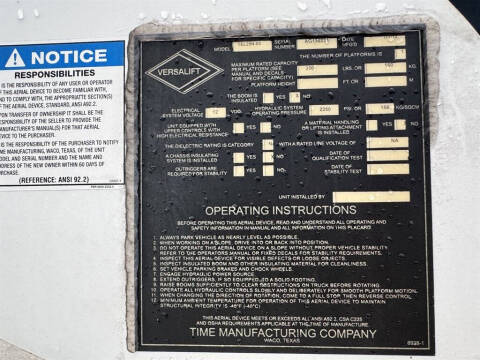 NOTICE
RESPONSIBILITIES
IS THE RESPONSIBILITY OF ANY USER OR OPERATOR
OF THE AERIAL DEVICE TO BECOME FAMILIAR WITH,
AND TO COMPLY WITH, THE APPROPRIATE SECTION(S)
OF THE AERIAL DEVICE, STANDARD, ANSI A92.2.
UPON TRANSFER OF OWNERSHIP IT SHALL BE THE
RESPONSIBILITY OF THE SELLER TO PROVIDE THE
MANUFACTURER'S MANUAL(S) FOR THAT AERIAL
DEVICE TO THE PURCHASER.
IS THE RESPONSIBILITY OF THE PURCHASER TO NOTIFY
TIME MANUFACTURING, WACO, TEXAS, OF THE UNIT
MODEL AND SERIAL NUMBER AND THE NAME AND
ADDRESS OF THE NEW OWNER WITHIN 60 DAYS OF
PURCHASE.
(REFERENCE: ANSI 92.2)
VERSALIFT
MODEL
SERIAL NUMBER
DATE MF'G'D
THE NUMBER OF PLATFORMS IS
MAXIMUM RATED CAPACITY
PER PLATFORM (SEE
MANUAL AND DECALS
FOR SPECIFIC CAPACITY)
LBS. OR
KG
PLATFORM HEIGHT
FT. OR
M
THE BOOM IS INSULATED
YES
NO
ELECTRICAL SYSTEM VOLTAGE 12 VDC
HYDRAULIC SYSTEM OPERATING PRESSURE
PSI OR
KG/SQCM
UNIT EQUIPPED WITH
UPPER CONTROLS WITH
HIGH ELECTRICAL RESISTANCE
YES
NO
A MATERIAL HANDLING
OR LIFTING ATTACHMENT
IS INSTALLED
YES
NO
THE DIELECTRIC RATING IS CATEGORY
WITH A RATED LINE VOLTAGE OF NA
A CHASSIS INSULATING
SYSTEM IS INSTALLED
YES
NO
DATE OF
QUALIFICATION TEST
OUTRIGGERS ARE
REQUIRED FOR STABILITY
YES
NO
DATE OF
STABILITY TEST
UNIT INSTALLED BY
OPERATING INSTRUCTIONS
BEFORE OPERATING THIS AERIAL DEVICE, READ AND UNDERSTAND ALL OPERATING AND
SAFETY INFORMATION IN MANUAL AND ALL INFORMATION ON THIS PLACARD
1. ALWAYS PARK VEHICLE AS NEARLY LEVEL AS POSSIBLE.
2. WHEN WORKING ON A SLOPE, DRIVE INTO OR BACK INTO POSITION.
3. DO NOT OPERATE THIS AERIAL DEVICE ON A SLOPE WITHOUT PROPER VEHICLE STABILITY.
REFER TO THE OPERATORS MANUAL OR FIXED DECALS FOR STABILITY REQUIREMENTS.
4. INSPECT THIS AERIAL DEVICE FOR VISIBLE DEFECTS OR LOOSE OBJECTS.
5. INSPECT INSULATED BOOM AND OTHER INSULATING MATERIAL FOR CLEANLINESS.
6. SET VEHICLE PARKING BRAKES AND CHOCK WHEELS.
7. ENGAGE HYDRAULIC POWER SOURCE.
8. EXTEND OUTRIGGERS, IF EQUIPPED, TO A SOLID FOOTING.
9. RAISE BOOMS SUFFICIENTLY TO CLEAR OBSTRUCTIONS ON TRUCK BEFORE ROTATING.
10. OPERATE ALL HYDRAULIC CONTROLS SLOWLY AND DELIBERATELY FOR SMOOTH PLATFORM MOTION.
11. WHEN CHANGING THE DIRECTION OF ROTATION, COME TO A FULL STOP, THEN REVERSE CONTROL
12. MINIMUM AMBIENT TEMPERATURE FOR OPERATION OF THIS AERIAL DEVICE TO MAINTAIN
STRUCTURAL INTEGRITY IS -40°F (-40°C)
THIS AERIAL DEVICE MEETS OR EXCEEDS ALL ANSI A92.2, CSA C225
AND OSHA REQUIREMENTS APPLICABLE AT THE TIME OF MANUFACTURE.
TIME MANUFACTURING COMPANY
WACO, TEXAS